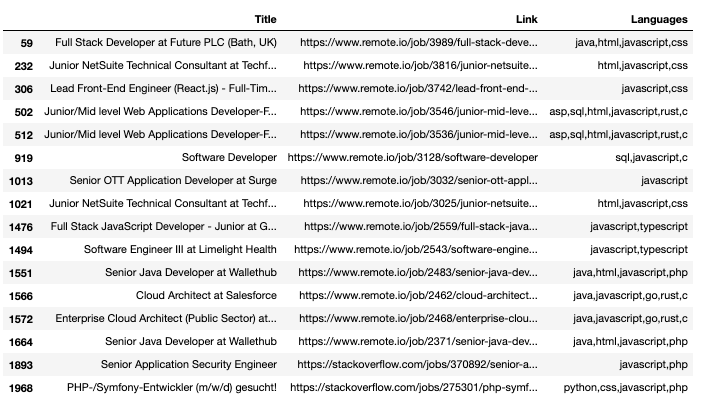 Title Link Languages
59 Full Stack Developer at Future PLC (Bath, UK) https://www.remote.io/job/3989/full-stack-deve... java,html,javascript,css
232 Junior NetSuite Technical Consultant at Techf... https://www.remote.io/job/3816/junior-netsuite... html,javascript,css
306 Lead Front-End Engineer (React.js) - Full-Tim... https://www.remote.io/job/3742/lead-front-end-... javascript,css
502 Junior/Mid level Web Applications Developer-F... https://www.remote.io/job/3546/junior-mid-leve... asp,sql,html,javascript,rust,c
512 Junior/Mid level Web Applications Developer-F... https://www.remote.io/job/3536/junior-mid-leve... asp,sql,html,javascript,rust,c
919 Software Developer https://www.remote.io/job/3128/software-developer sql,javascript,c
1013 Senior OTT Application Developer at Surge https://www.remote.io/job/3032/senior-ott-appl... javascript
1021 Junior NetSuite Technical Consultant at Techf... https://www.remote.io/job/3025/junior-netsuite... html,javascript,css
1476 Full Stack JavaScript Developer - Junior at G... https://www.remote.io/job/2559/full-stack-java... javascript,typescript
1494 Software Engineer III at Limelight Health https://www.remote.io/job/2543/software-engine... javascript,typescript
1551 Senior Java Developer at Wallethub https://www.remote.io/job/2483/senior-java-dev... java,html,javascript,php
1566 Cloud Architect at Salesforce https://www.remote.io/job/2462/cloud-architect... java,javascript,go,rust,c
1572 Enterprise Cloud Architect (Public Sector) at... https://www.remote.io/job/2468/enterprise-clou... java,javascript,go,rust,c
1664 Senior Java Developer at Wallethub https://www.remote.io/job/2371/senior-java-dev... java,html,javascript,php
1893 Senior Application Security Engineer https://stackoverflow.com/jobs/370892/senior-a... javascript,php
1968 PHP-/Symfony-Entwickler (m/w/d) gesucht! https://stackoverflow.com/jobs/275301/php-symf... python,css,javascript,php